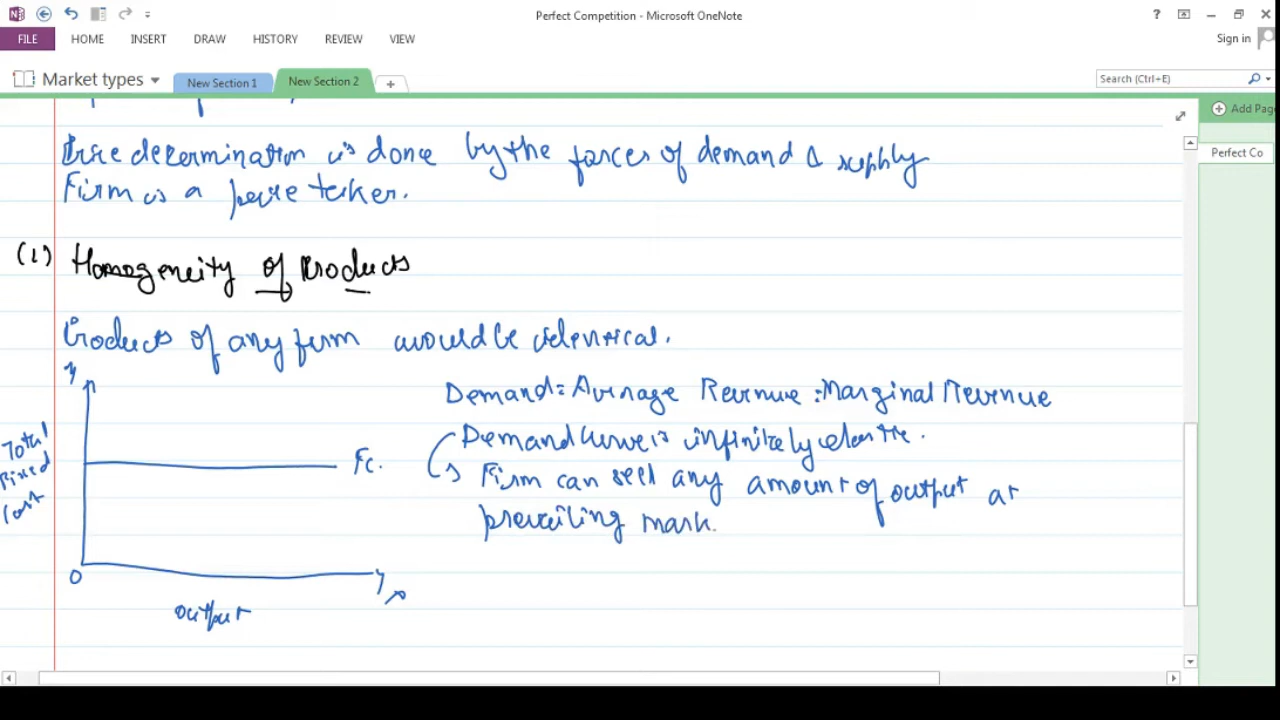 Perfect Competition - Microsoft OneNote
Sign in
FILE HOME INSERT DRAW HISTORY REVIEW VIEW
Market types New Section 1 New Section 2
Search (Ctrl+E)
Add Pag
Perfect Co
Price determination is done by the forces of demand & supply
Firm is a price taker.
(1) Homogeneity of Products
Products of any firm would be identical.
y
Demand = Average Revenue = Marginal Revenue
Total Fixed Cost
FC.
Demand Curve is infinitely elastic.
Firm can sell any amount of output at
prevailing mark.
0
x
output